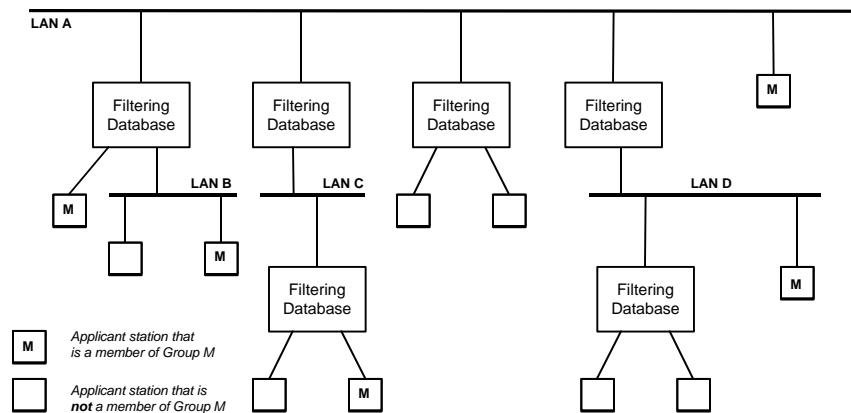 LAN A
M
Filtering
Database
Filtering
Database
Filtering
Database
Filtering
Database
LAN B
LAN C
LAN D
M
M
M
Filtering
Database
Filtering
Database
M
Applicant station that
is a member of Group M
M
Applicant station that is
not a member of Group M